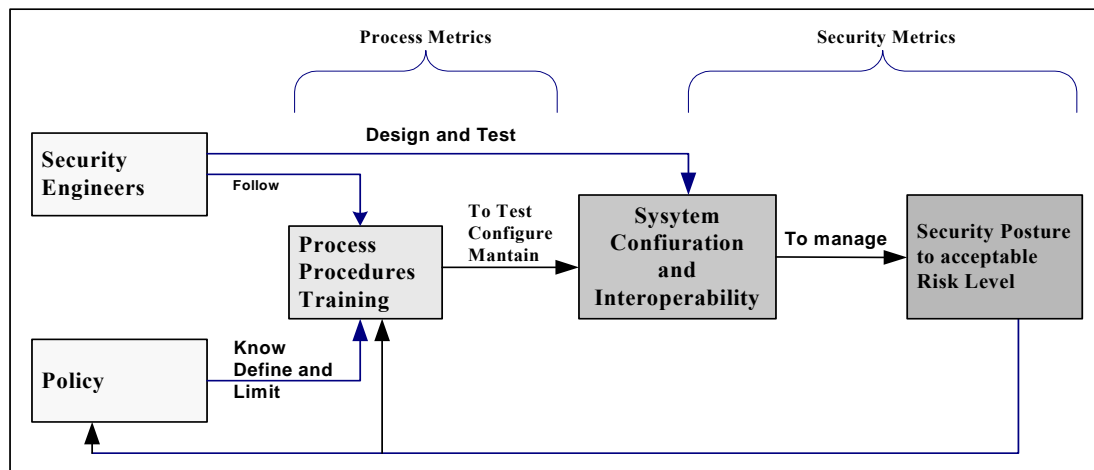 Process Metrics
Security Metrics
Design and Test
Security
Engineers
Follow
To Test
Configure
Mantain
Process
Procedures
Training
Sysytem
Confiuration
and
Interoperability
To manage
Security Posture
to acceptable
Risk Level
Know
Define and
Limit
Policy